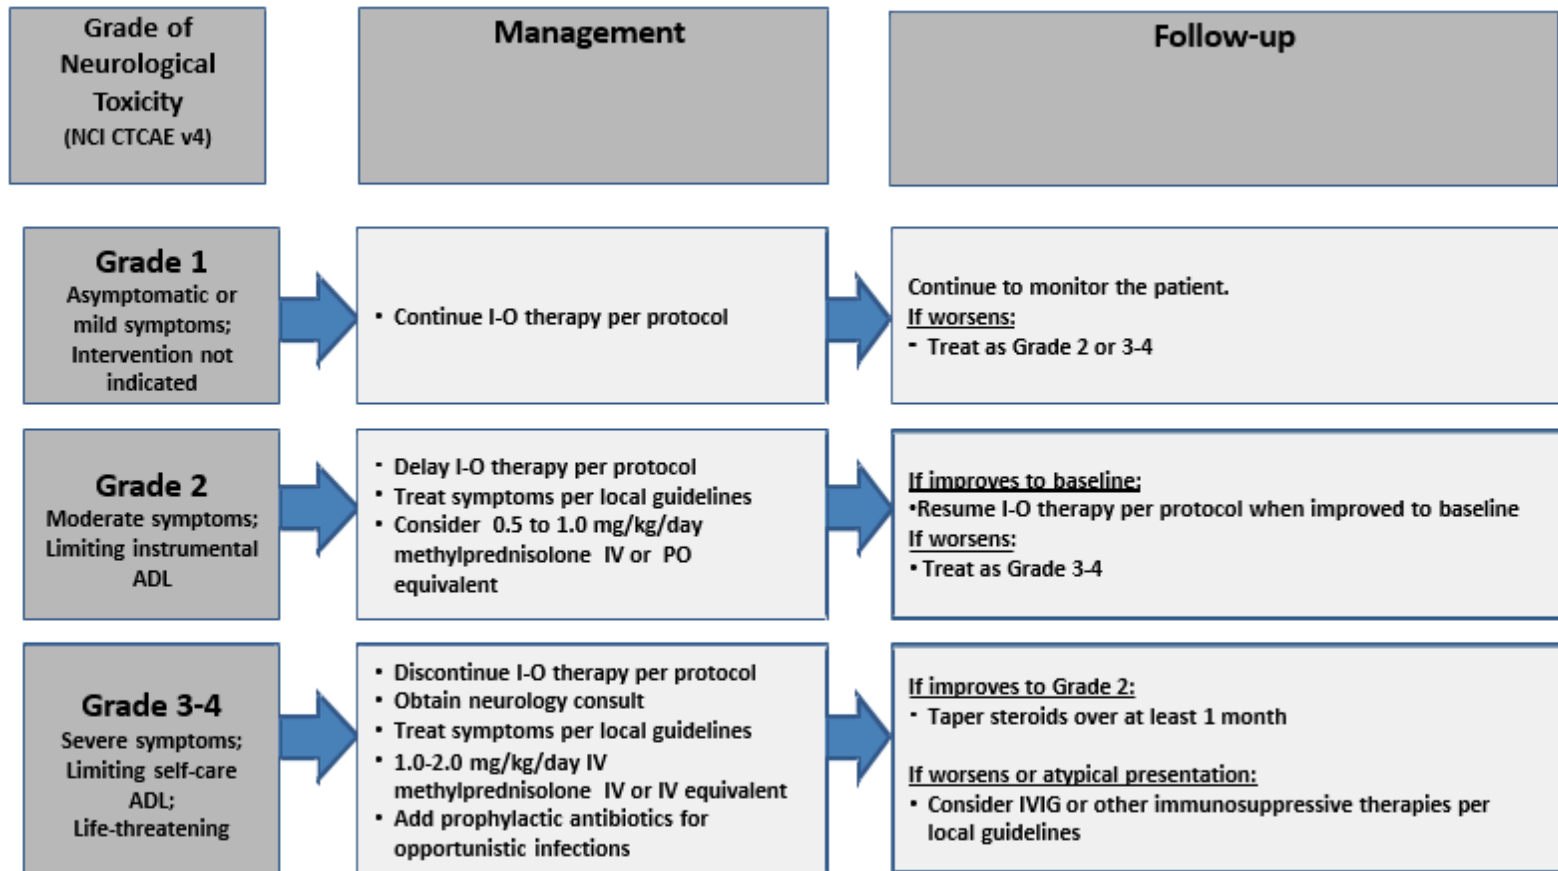 Grade of
Neurological
Toxicity
(NCI CTCAE v4)
Management
Follow-up
Grade 1
Asymptomatic or
mild symptoms;
Intervention not
indicated
• Continue I-O therapy per protocol
Continue to monitor the patient.
If worsens:
- Treat as Grade 2 or 3-4
Grade 2
Moderate symptoms;
Limiting instrumental
ADL
• Delay I-O therapy per protocol
• Treat symptoms per local guidelines
• Consider 0.5 to 1.0 mg/kg/day
methylprednisolone IV or PO
equivalent
If improves to baseline:
•Resume I-O therapy per protocol when improved to baseline
If worsens:
• Treat as Grade 3-4
Grade 3-4
Severe symptoms;
Limiting self-care
ADL;
Life-threatening
• Discontinue I-O therapy per protocol
• Obtain neurology consult
• Treat symptoms per local guidelines
• 1.0-2.0 mg/kg/day IV
methylprednisolone IV or IV equivalent
• Add prophylactic antibiotics for
opportunistic infections
If improves to Grade 2:
- Taper steroids over at least 1 month
If worsens or atypical presentation:
• Consider IVIG or other immunosuppressive therapies per
local guidelines